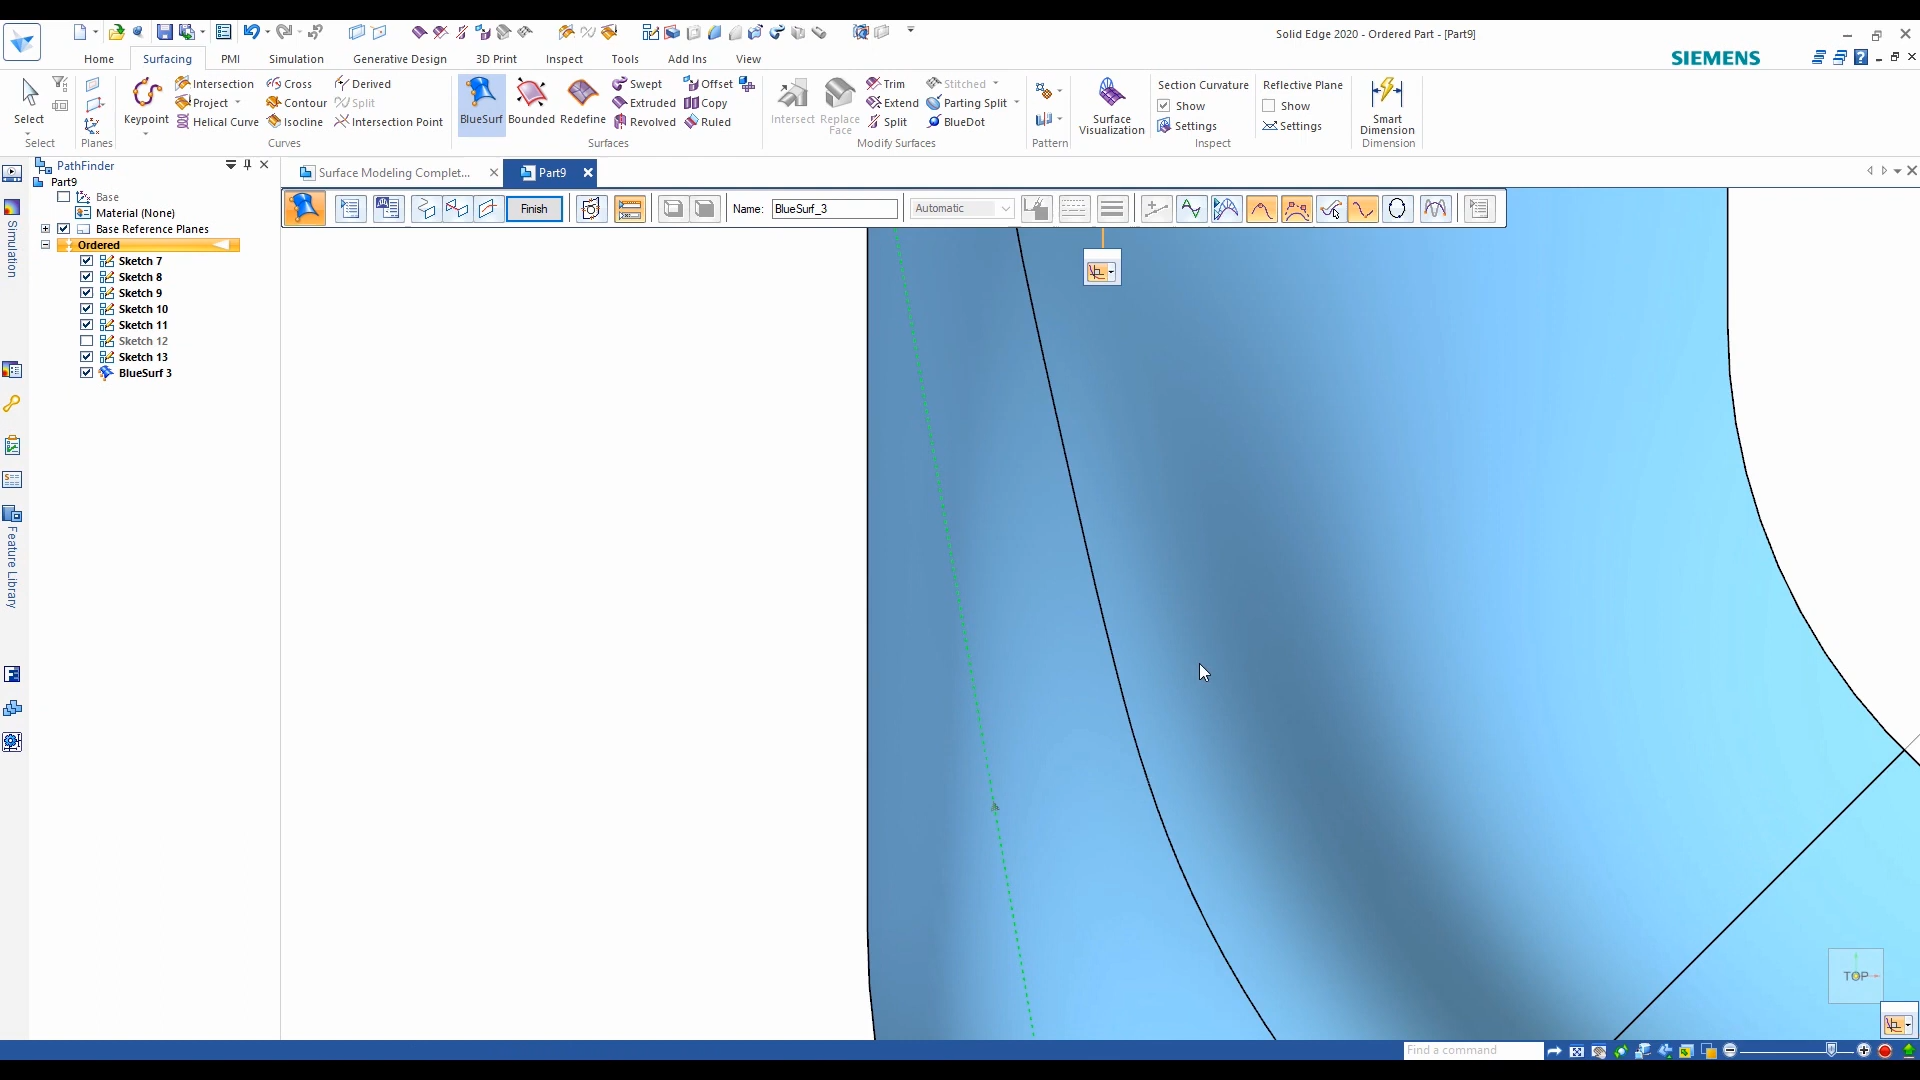 Solid Edge 2020 - Ordered Part - [Part9]
Home Surfacing PMI Simulation Generative Design 3D Print Inspect Tools Add Ins View
SIEMENS
Select
Planes
Keypoint
Intersection
Project
Helical Curve
Cross
Contour
Isocline
Derived
Split
Intersection Point
BlueSurf
Bounded
Redefine
Swept
Extruded
Revolved
Offset
Copy
Ruled
Intersect
Replace Face
Trim
Extend
Split
Stitched
Parting Split
BlueDot
Surface Visualization
Section Curvature
Show
Settings
Reflective Plane
Show
Settings
Smart Dimension
Select
Curves
Surfaces
Modify Surfaces
Pattern
Inspect
Dimension
PathFinder
Part9
Base
Material (None)
Base Reference Planes
Ordered
Sketch 7
Sketch 8
Sketch 9
Sketch 10
Sketch 11
Sketch 12
Sketch 13
BlueSurf 3
Simulation
Feature Library
Surface Modeling Complet...
Part9
Finish
Name:
BlueSurf_3
Automatic
TOP
Find a command